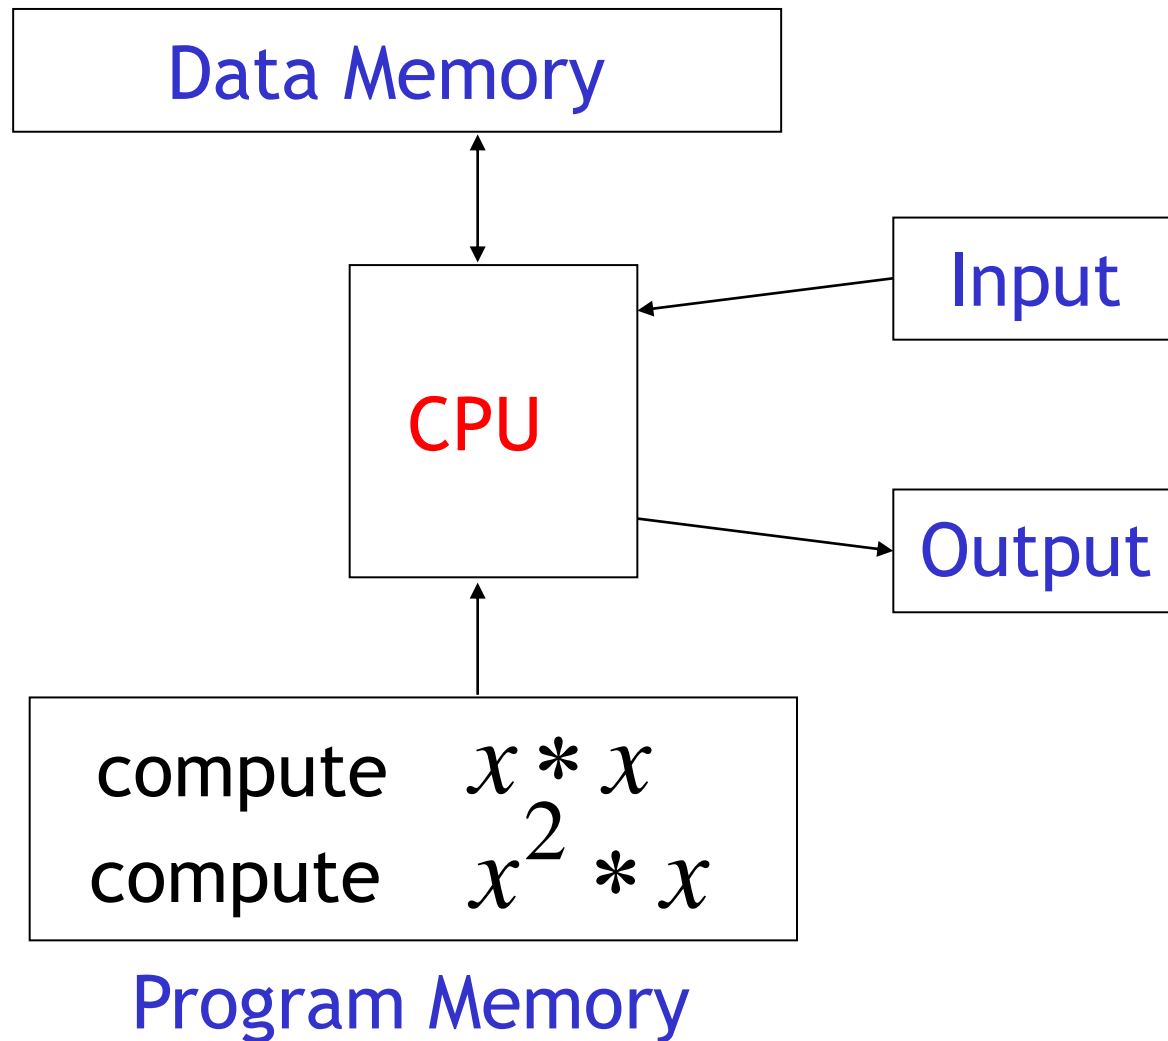 Data Memory
Input
CPU
Output
compute x * x
compute x² * x
Program Memory